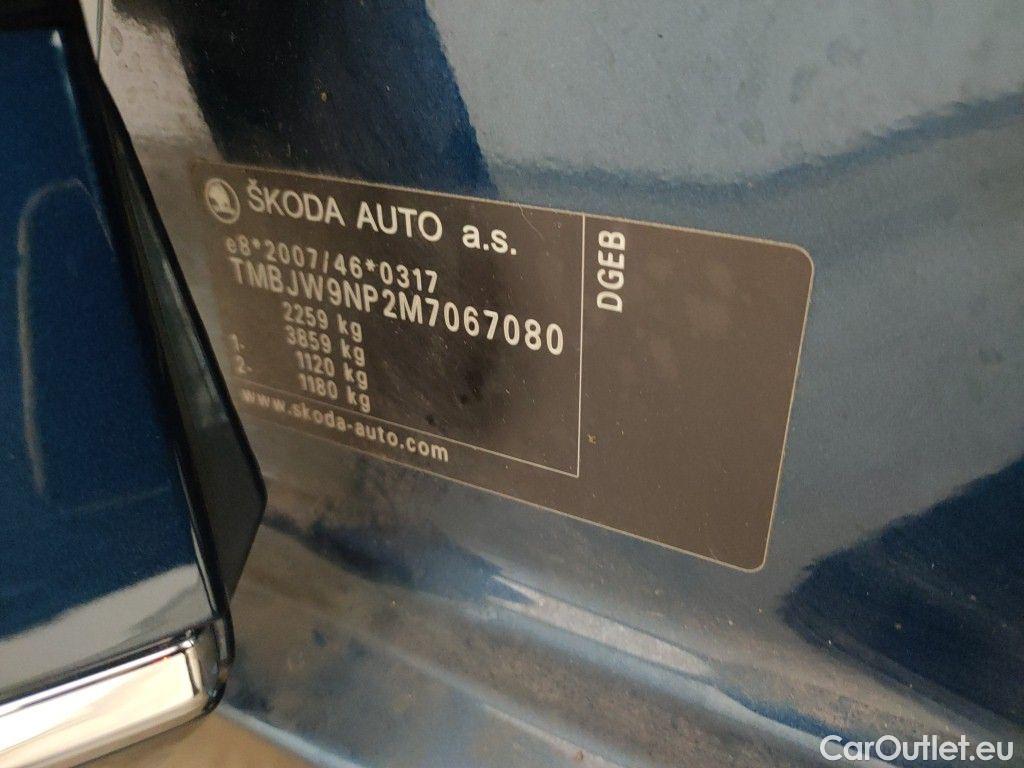 ŠKODA AUTO a.s.
e8*2007/46*0317
TMBJW9NP2M7067080
2259 kg
3859 kg
1- 1120 kg
2- 1180 kg
www.skoda-auto.com
DGEB
CarOutlet.eu